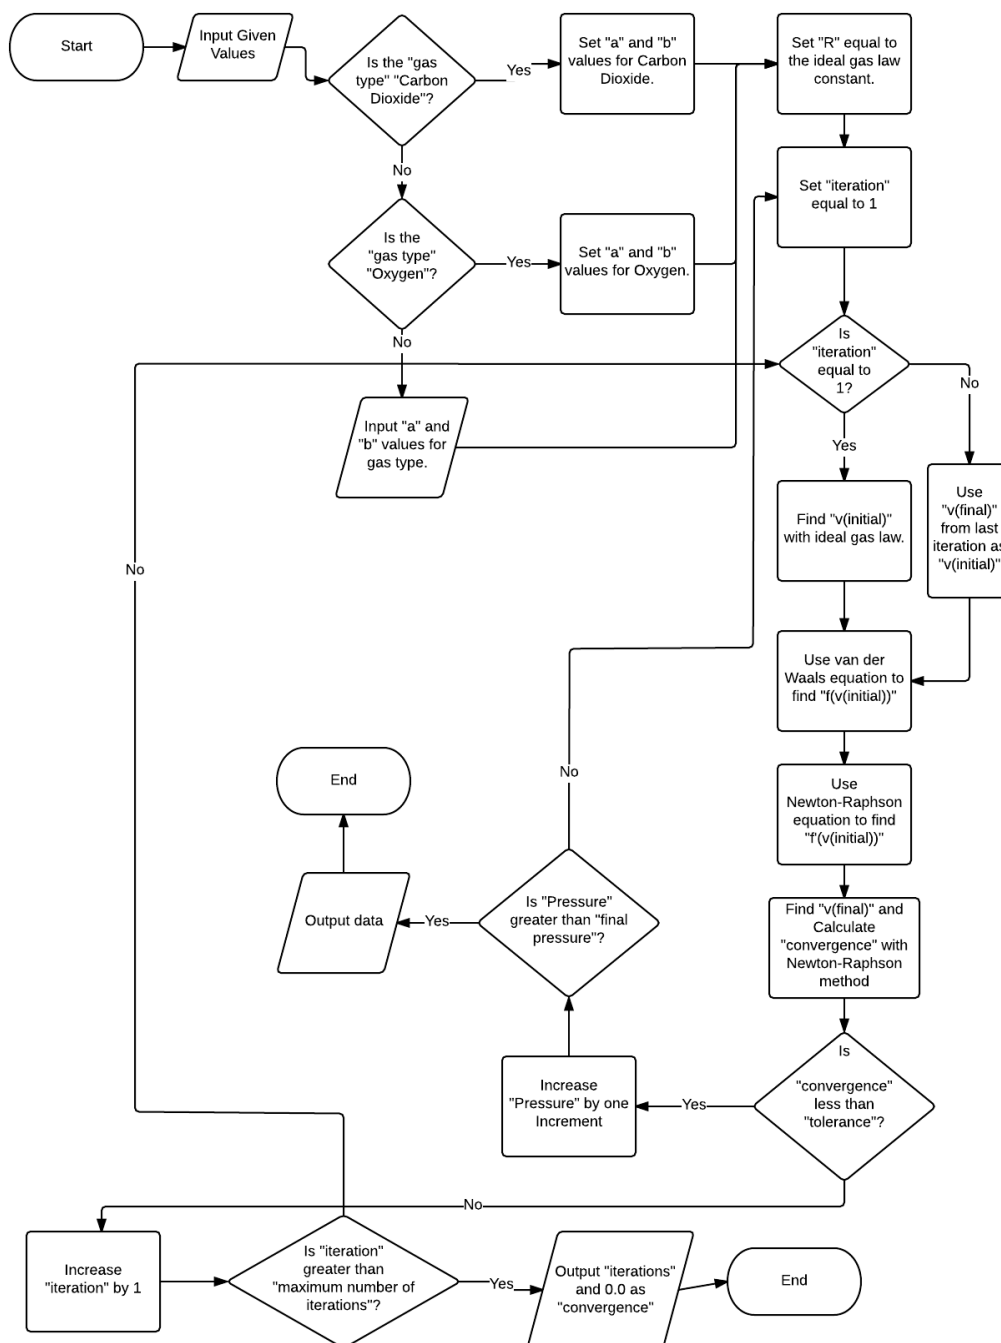 Start
Input Given
Values
Is the "gas
type" "Carbon
Dioxide"?
Yes
Set "a" and "b"
values for Carbon
Dioxide.
Set "R" equal to
the ideal gas law
constant.
No
Set "iteration"
equal to 1
Is the
"gas type"
"Oxygen"?
Yes
Set "a" and "b"
values for Oxygen.
No
Is
"iteration"
equal to
1?
No
Input "a" and
"b" values for
gas type.
Yes
Find "v(initial)"
with ideal gas law.
Use
"v(final)"
from last
iteration as
"v(initial)"
No
Use van der
Waals equation to
find "f(v(initial))"
No
End
Use
Newton-Raphson
equation to find
"f'(v(initial))"
Output data
Yes
Is "Pressure"
greater than "final
pressure"?
Find "v(final)" and
Calculate
"convergence" with
Newton-Raphson
method
Increase
"Pressure" by one
Increment
Yes
Is
"convergence"
less than
"tolerance"?
No
Increase
"iteration" by 1
Is "iteration"
greater than
"maximum number of
iterations"?
Yes
Output "iterations"
and 0.0 as
"convergence"
End